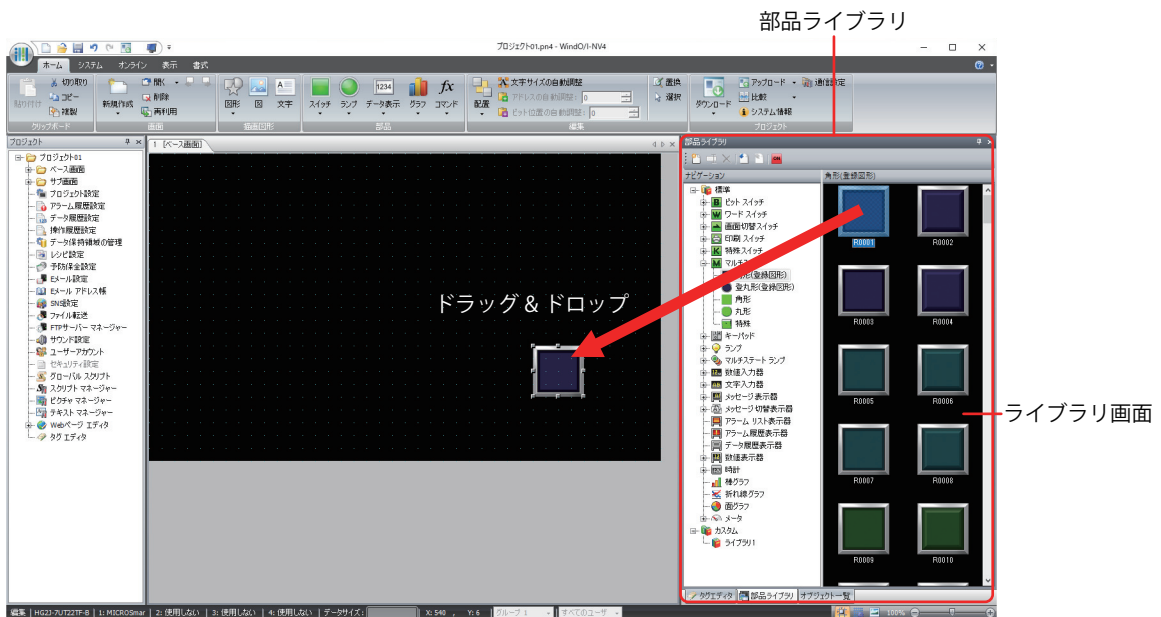 部品ライブラリ
プロジェクト01.pn4 - WindO/I-NV4
ホーム システム オンライン 表示 書式
貼り付け 切り取り コピー 複製
クリップボード
新規作成 開く 削除 再利用
画面
図形 図 文字
描画図形
スイッチ ランプ 1234 データ表示 グラフ fx コマンド
部品
配置 文字サイズの自動調整 アドレスの自動調整: 0 ビット位置の自動調整: 0 置換 選択
編集
ダウンロード アップロード 比較 システム情報 通信設定
プロジェクト
プロジェクト
プロジェクト01
ベース画面
サブ画面
プロジェクト設定
アラーム履歴設定
データ履歴設定
操作履歴設定
データ保持領域の管理
レシピ設定
予防保全設定
Eメール設定
Eメール アドレス帳
SNS設定
ファイル転送
FTPサーバー マネージャー
サウンド設定
ユーザーアカウント
セキュリティ設定
グローバル スクリプト
スクリプト マネージャー
ピクチャ マネージャー
テキスト マネージャー
Webページ エディタ
タグ エディタ
1 [ベース画面]
ドラッグ & ドロップ
部品ライブラリ
ON
ナビゲーション
標準
ビット スイッチ
ワード スイッチ
画面切替スイッチ
印刷 スイッチ
特殊スイッチ
マルチス
形(登録図形)
登丸形(登録図形)
角形
丸形
特殊
キーパッド
ランプ
マルチステート ランプ
数値入力器
文字入力器
メッセージ表示器
メッセージ切替表示器
アラーム リスト表示器
アラーム履歴表示器
データ履歴表示器
数値表示器
時計
棒グラフ
折れ線グラフ
面グラフ
メータ
カスタム
ライブラリ1
角形(登録図形)
R0001 R0002
R0003 R0004
R0005 R0006
R0007 R0008
R0009 R0010
ライブラリ画面
タグエディタ 部品ライブラリ オブジェクト一覧
編集 HG2J-7UT22TF-B 1: MICROSmar 2: 使用しない 3: 使用しない 4: 使用しない データサイズ: X: 540 , Y: 6 グループ 1 すべてのユーザ 100%